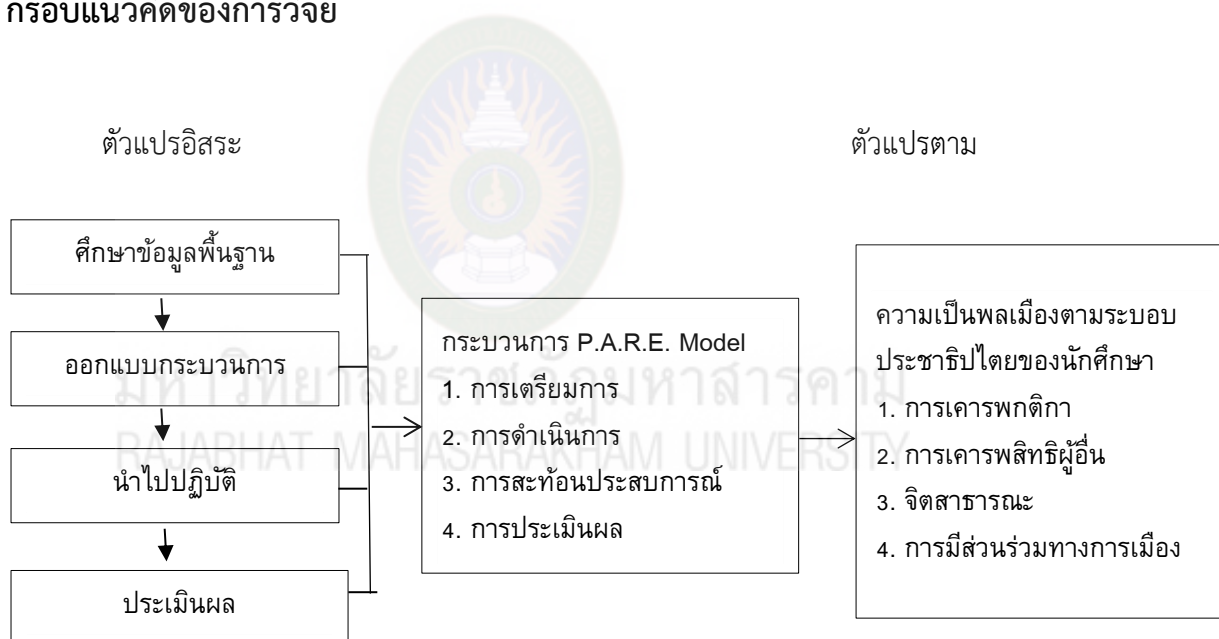 กรอบแนวคิดของการวิจัย
ตัวแปรอิสระ
ตัวแปรตาม
ศึกษาข้อมูลพื้นฐาน
ออกแบบกระบวนการ
นำไปปฏิบัติ
ประเมินผล
กระบวนการ P.A.R.E. Model
1. การเตรียมการ
2. การดำเนินการ
3. การสะท้อนประสบการณ์
4. การประเมินผล
ความเป็นพลเมืองตามระบอบ
ประชาธิปไตยของนักศึกษา
1. การเคารพกติกา
2. การเคารพสิทธิผู้อื่น
3. จิตสาธารณะ
4. การมีส่วนร่วมทางการเมือง
มหาวิทยาลัยราชภัฏมหาสารคาม
RAJABHAT MAHASARAKHAM UNIVERSITY